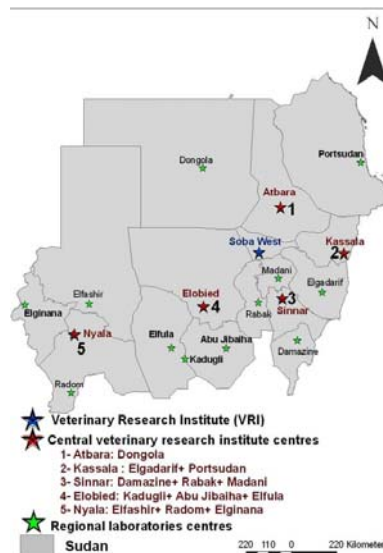 N
Dongola
Portsudan
Atbara
1
Soba West
Kassala
2
Madani
Elobied
3
Elgadarif
Elfashir
4
Sinnar
Elginana
Rabak
Nyala
Elfula
Abu Jibaiha
5
Kadugli
Damazine
Radom
Veterinary Research Institute (VRI)
Central veterinary research institute centres
1- Atbara: Dongola
2- Kassala : Elgadarif+ Portsudan
3- Sinnar: Damazine+ Rabak+ Madani
4- Elobied: Kadugli+ Abu Jibaiha+ Elfula
5- Nyala: Elfashir+ Radom+ Elginana
Regional laboratories centres
Sudan
220 110 0 220 Kilometer